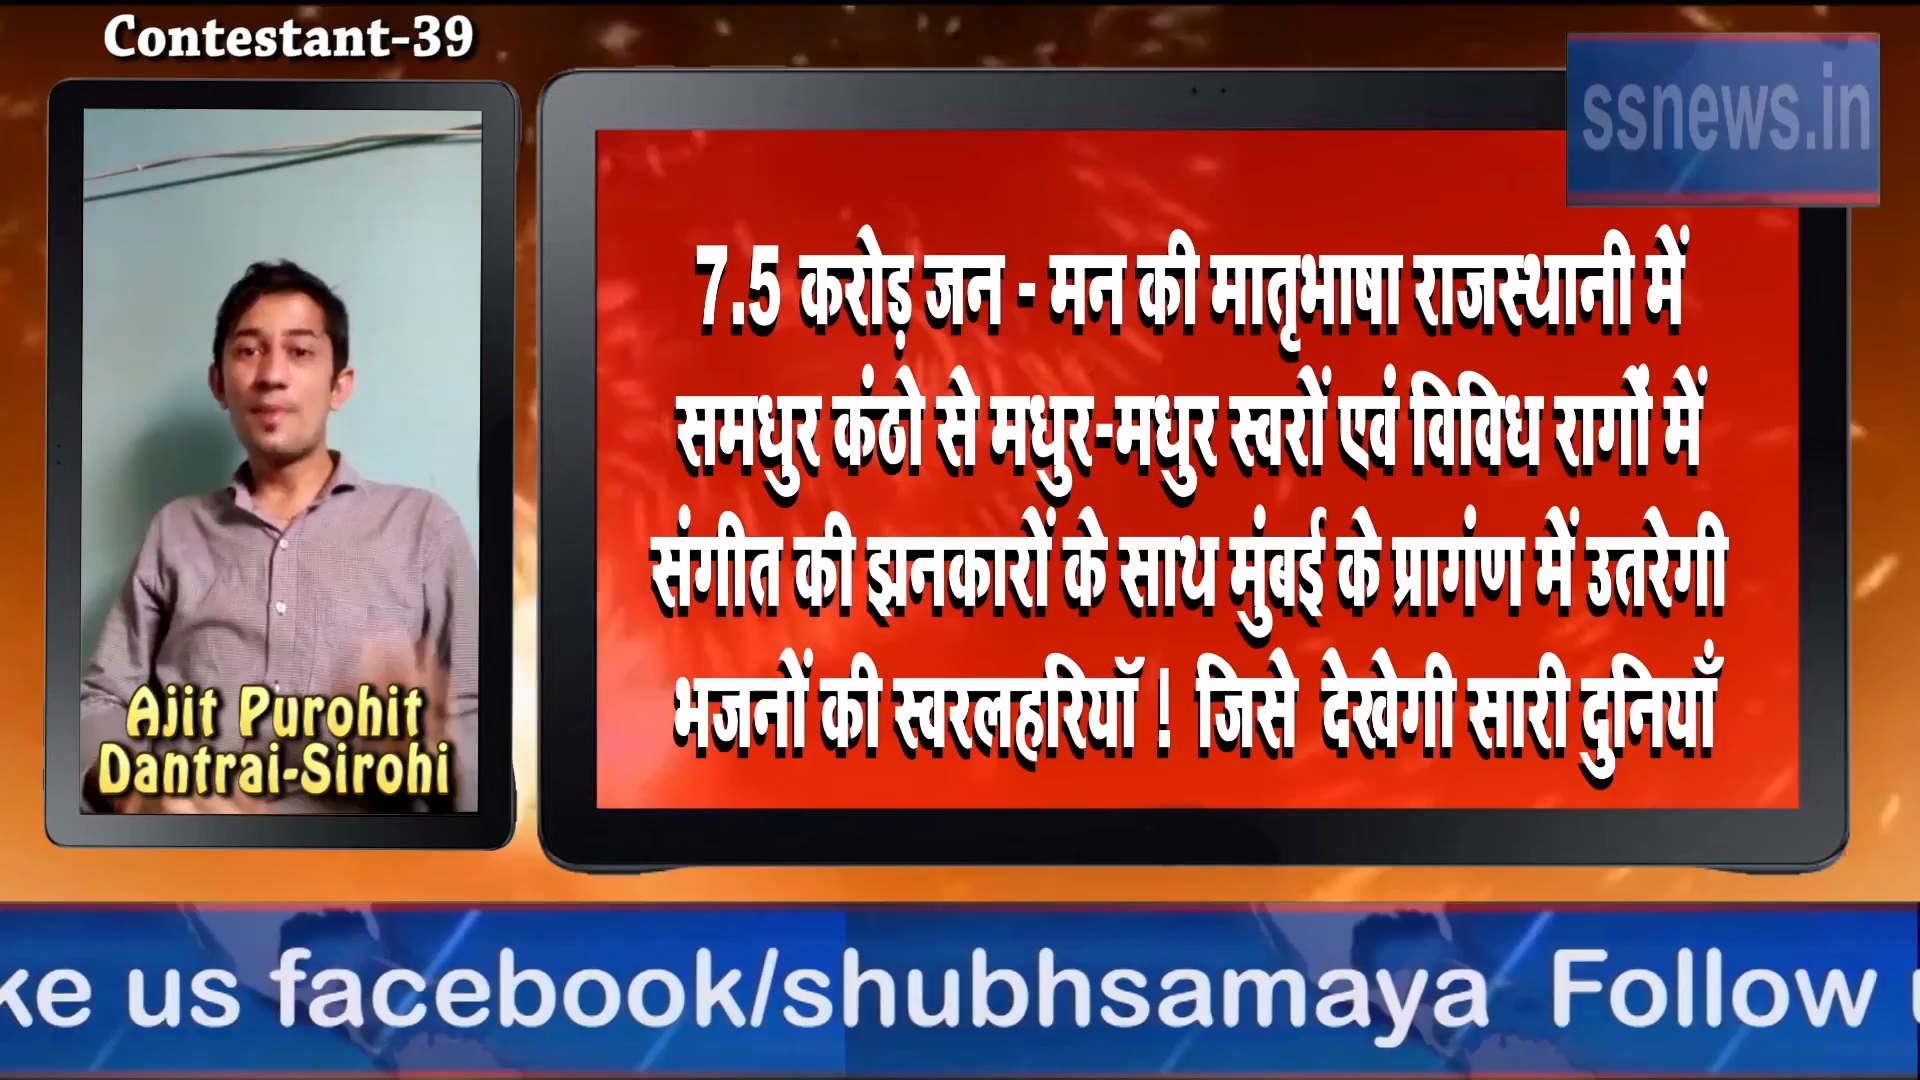 Contestant-39
ssnews.in
7.5 करोड़ जन - मन की मातृभाषा राजस्थानी में
समधुर कंठो से मधुर-मधुर स्वरों एवं विविध रार्गों में
संगीत की झनकारों के साथ मुंबई के प्रागंण में उतरेगी
भजनों की स्वरलहरियॉ ! जिसे देखेगी सारी दुनियाँ
Ajit Purohit
Dantrai-Sirohi
ke us facebook/shubhsamaya Follow